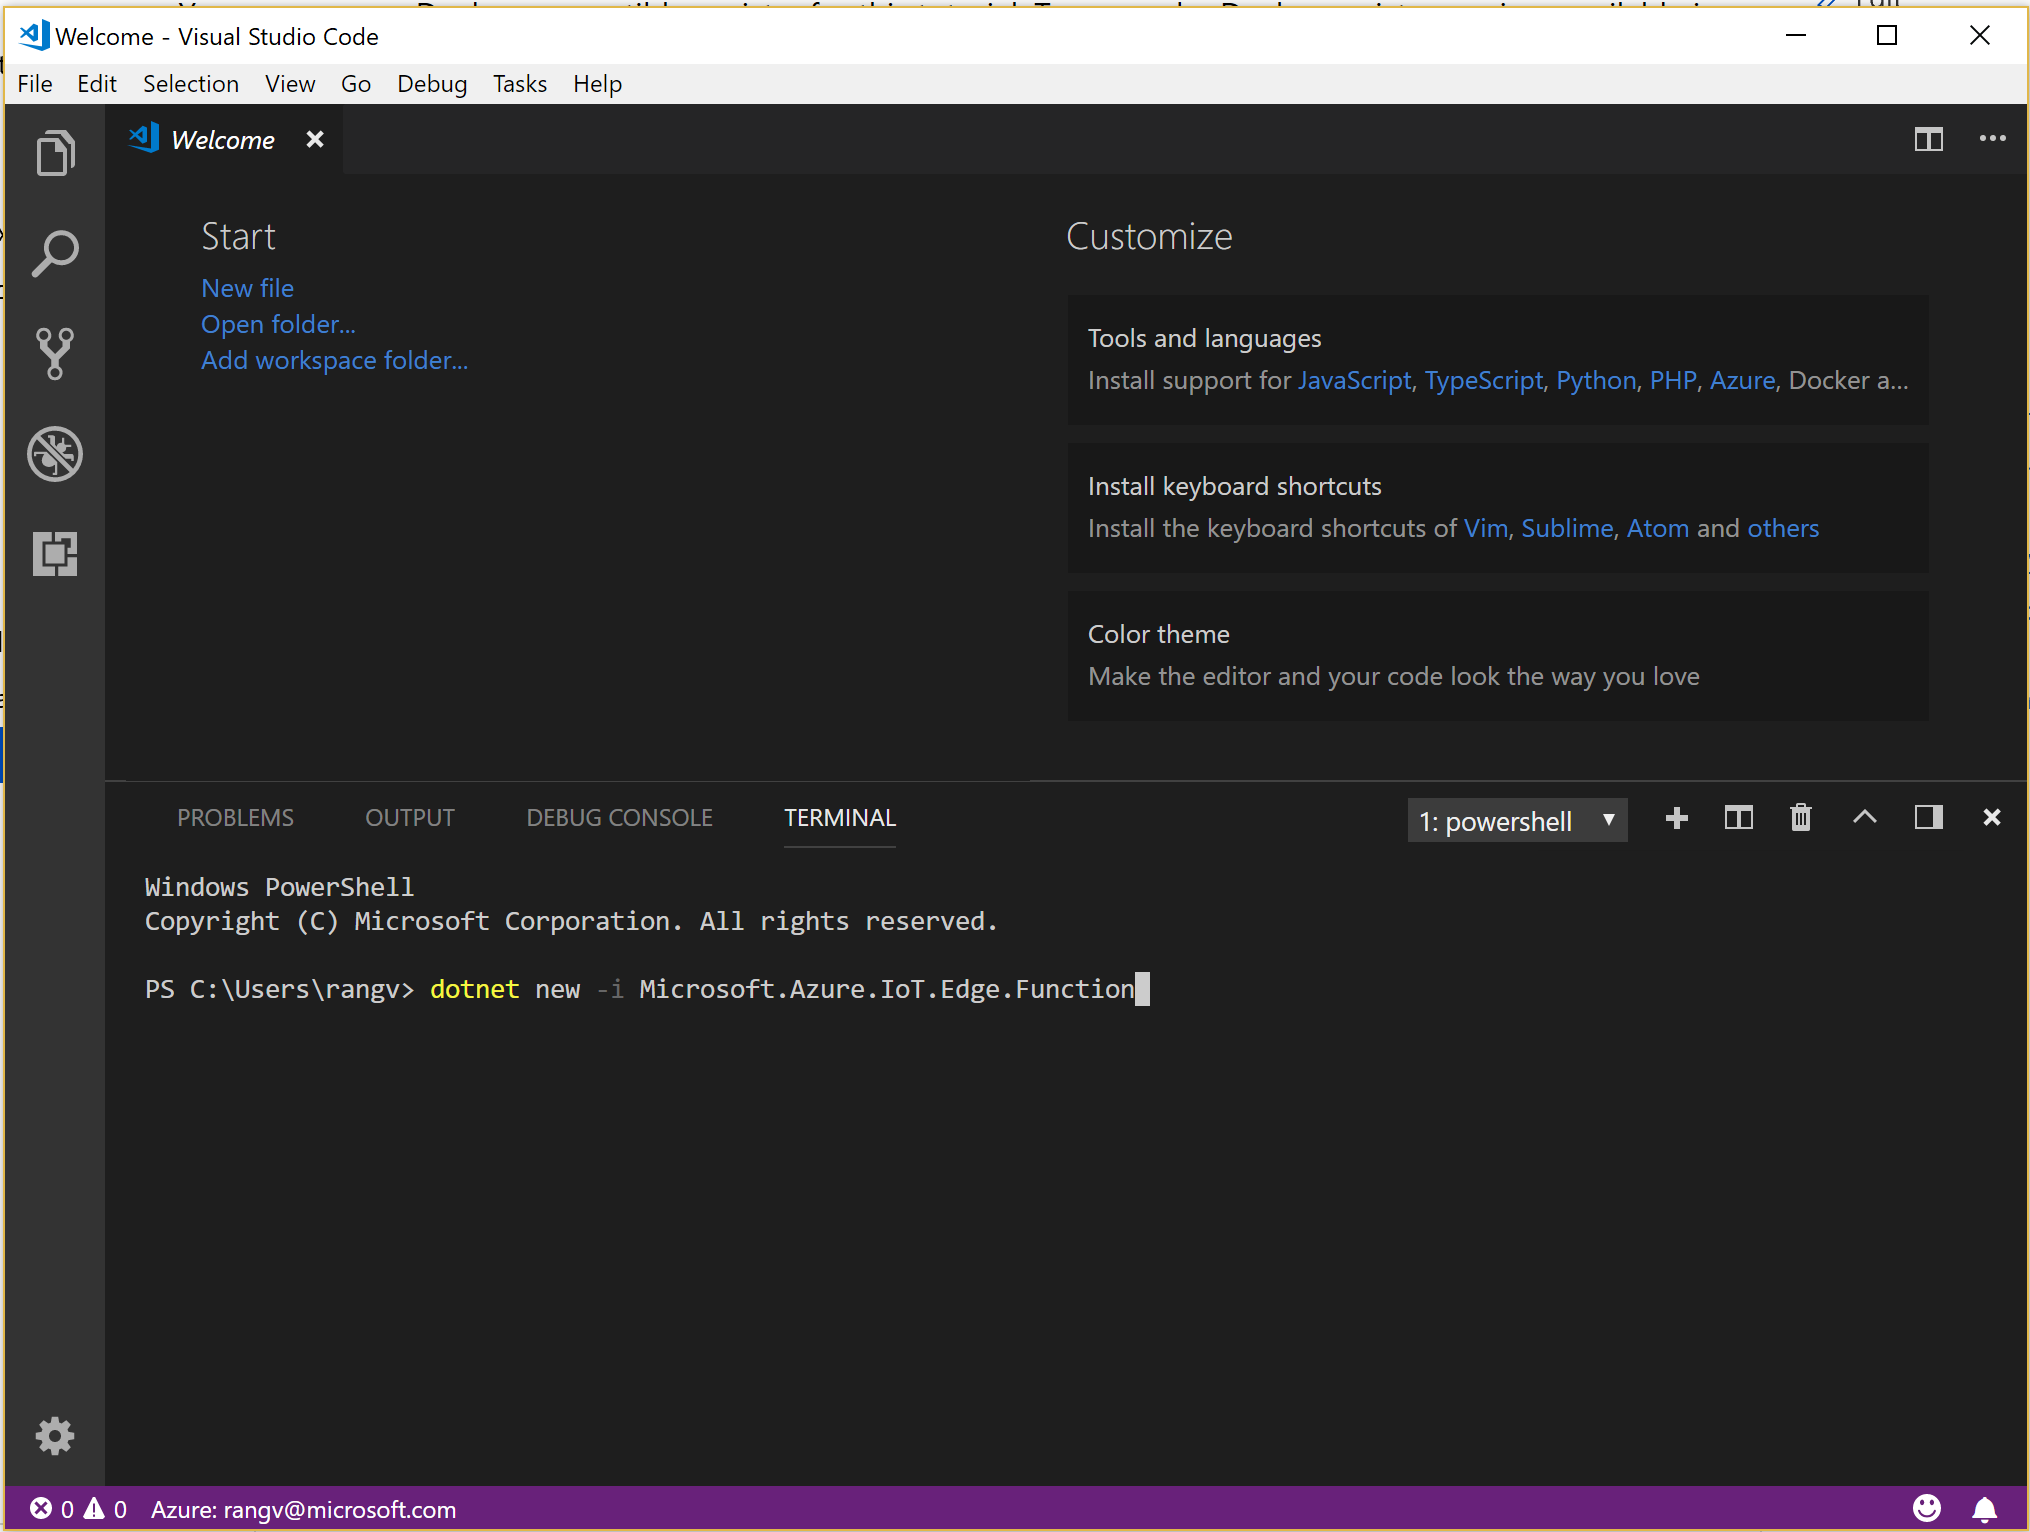 Welcome - Visual Studio Code
File Edit Selection View Go Debug Tasks Help
Welcome
Start
New file
Open folder...
Add workspace folder...
Customize
Tools and languages
Install support for JavaScript, TypeScript, Python, PHP, Azure, Docker a...
Install keyboard shortcuts
Install the keyboard shortcuts of Vim, Sublime, Atom and others
Color theme
Make the editor and your code look the way you love
PROBLEMS OUTPUT DEBUG CONSOLE TERMINAL 1: powershell
Windows PowerShell
Copyright (C) Microsoft Corporation. All rights reserved.
PS C:\Users\rangv> dotnet new -i Microsoft.Azure.IoT.Edge.Function
0 0 Azure: rangv@microsoft.com